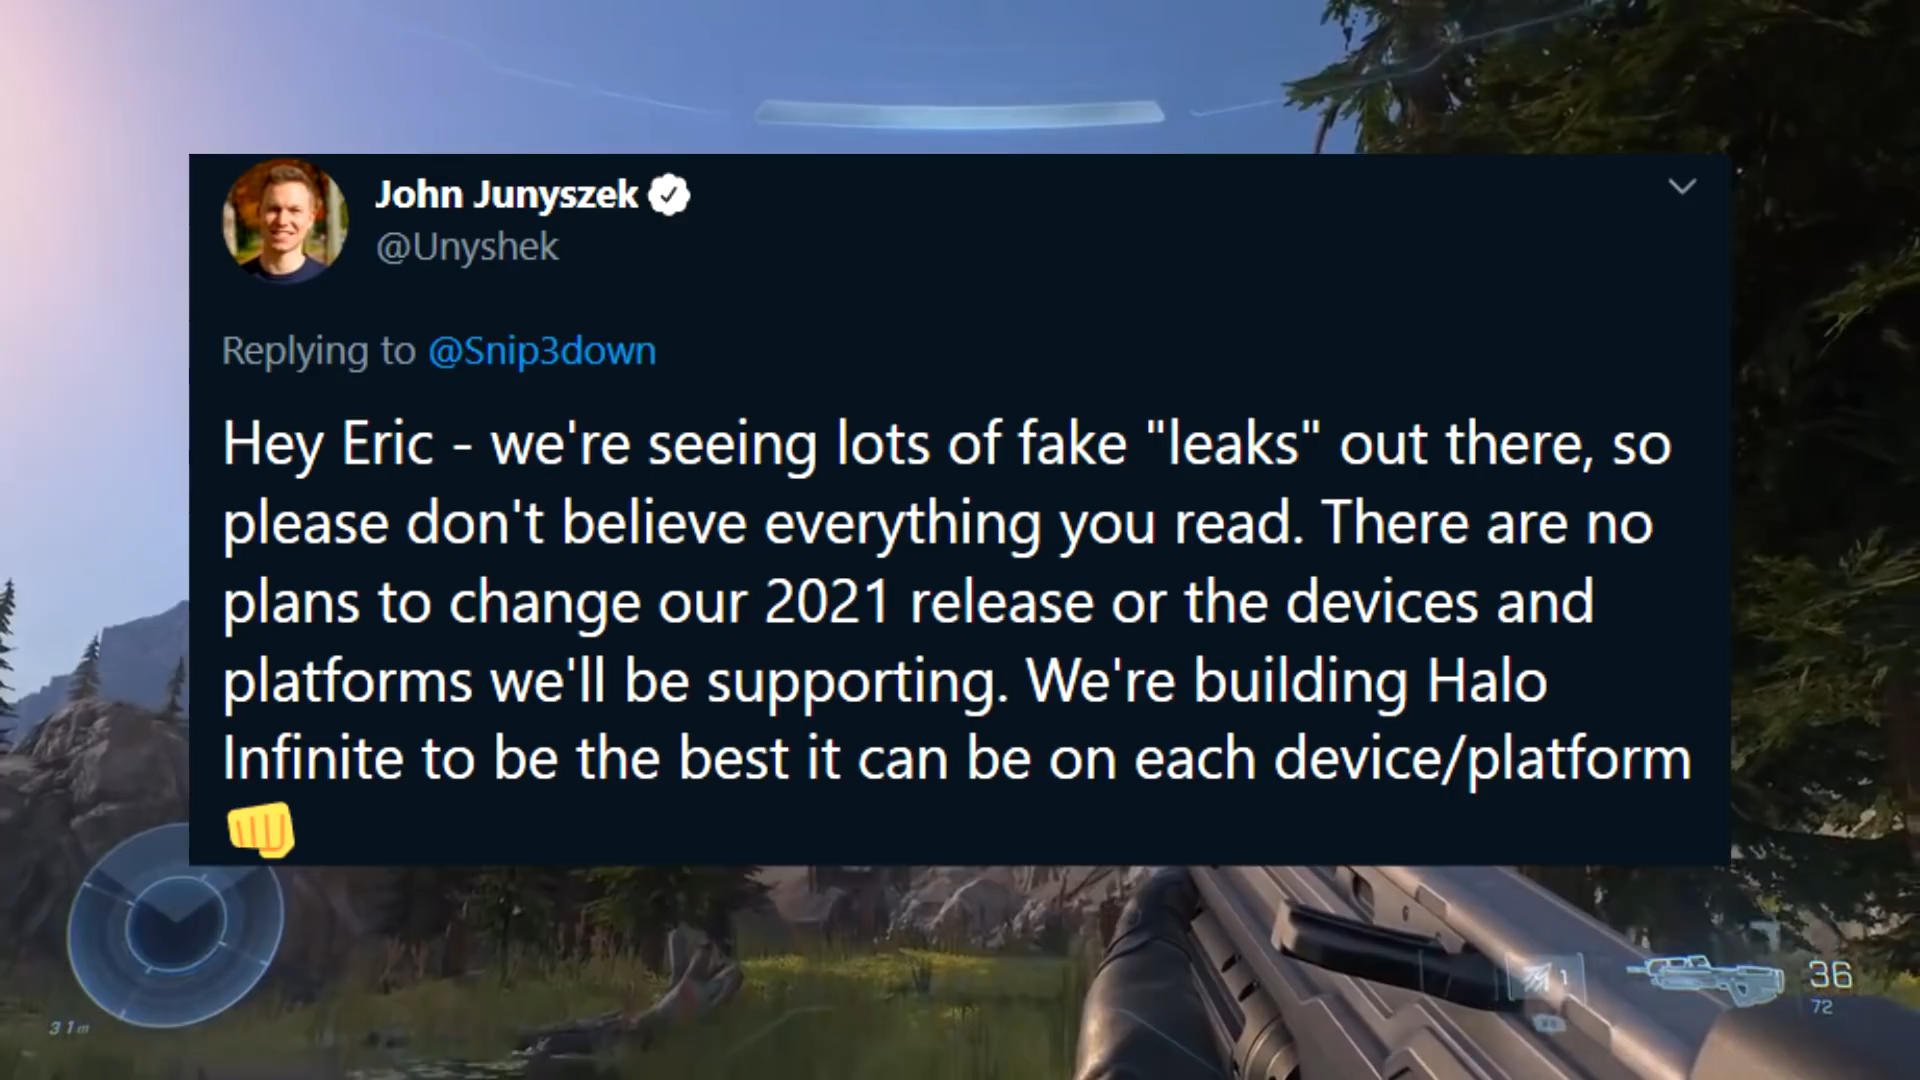 John Junyszek
@Unyshek
Replying to @Snip3down
Hey Eric - we're seeing lots of fake "leaks" out there, so
please don't believe everything you read. There are no
plans to change our 2021 release or the devices and
platforms we'll be supporting. We're building Halo
Infinite to be the best it can be on each device/platform
👊
31m
1
36
72